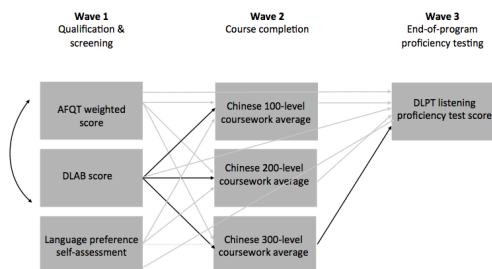 Wave 1
Qualification &
screening
Wave 2
Course completion
Wave 3
End-of-program
proficiency testing
AFQT weighted
score
DLAB score
Language preference
self-assessment
Chinese 100-level
coursework average
Chinese 200-level
coursework average
Chinese 300-level
coursework average
DLPT listening
proficiency test score